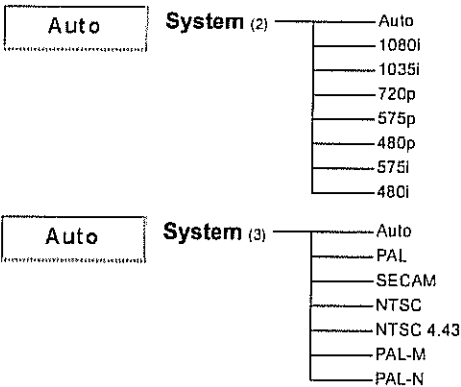 Auto System (2) Auto
1080i
1035i
720p
575p
480p
575i
480i
Auto System (3) Auto
PAL
SECAM
NTSC
NTSC 4.43
PAL-M
PAL-N